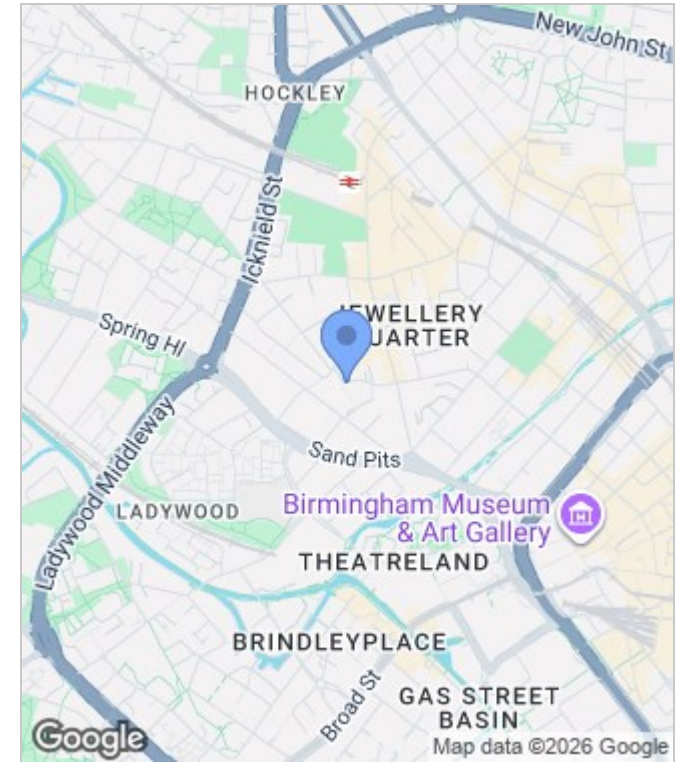 New John St
HOCKLEY
Icknield St
JEWELLERY
QUARTER
Spring Hl
Sand Pits
Ladywood Middleway
LADYWOOD
Birmingham Museum
& Art Gallery
THEATRELAND
BRINDLEYPLACE
Broad St
GAS STREET
BASIN
Google
Map data ©2026 Google